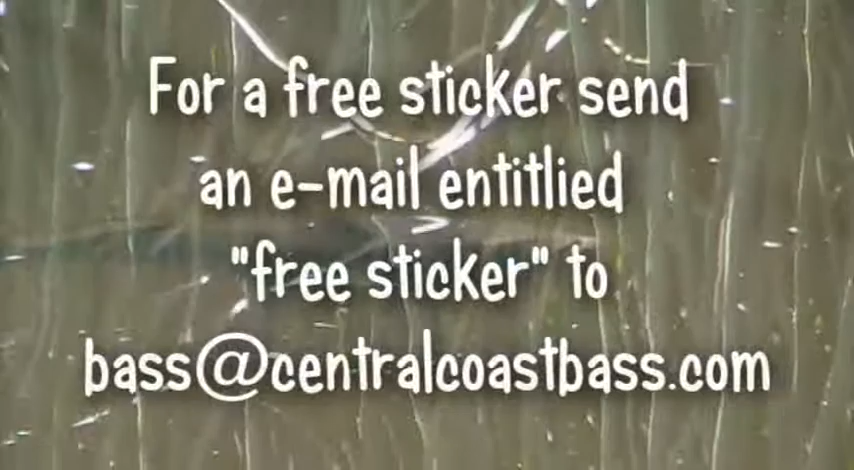 For a free sticker send
an e-mail entitlied
"free sticker" to
bass@centralcoastbass.com